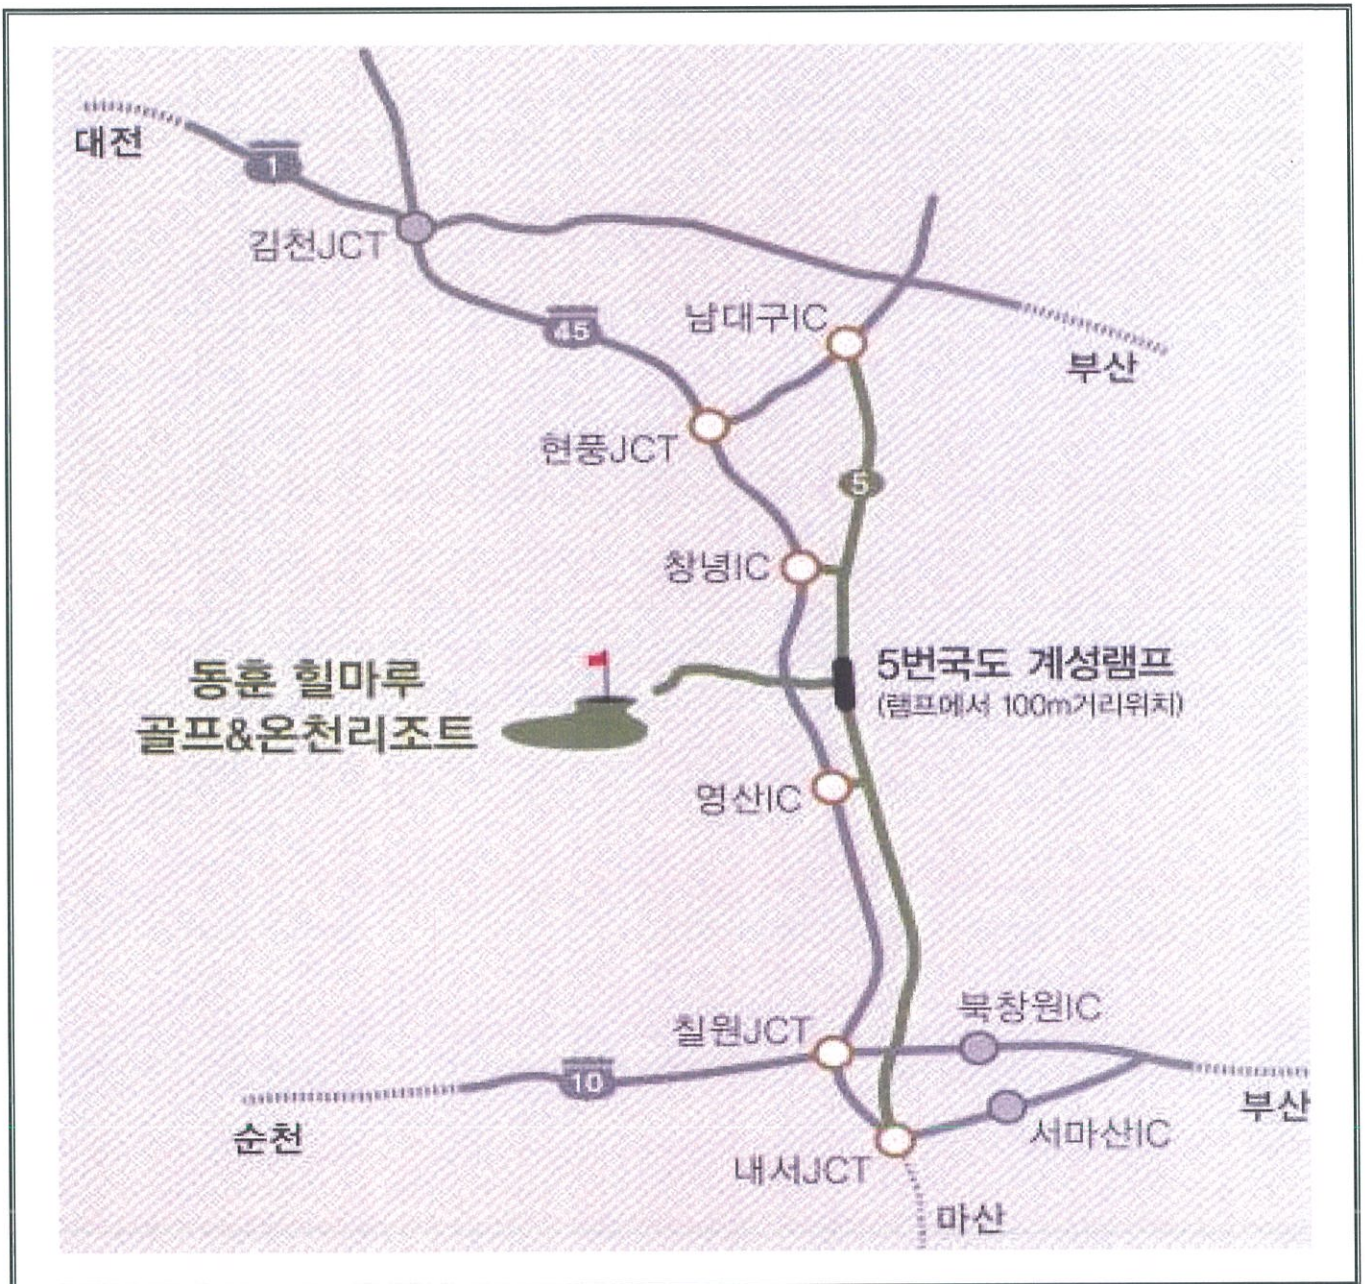 대전
1
김천JCT
45
남대구IC
부산
현풍JCT
5
창녕IC
동훈 힐마루
골프&온천리조트
5번국도 계성램프
(램프에서 100m거리위치)
영산IC
칠원JCT
북창원IC
10
순천
부산
서마산IC
내서JCT
마산